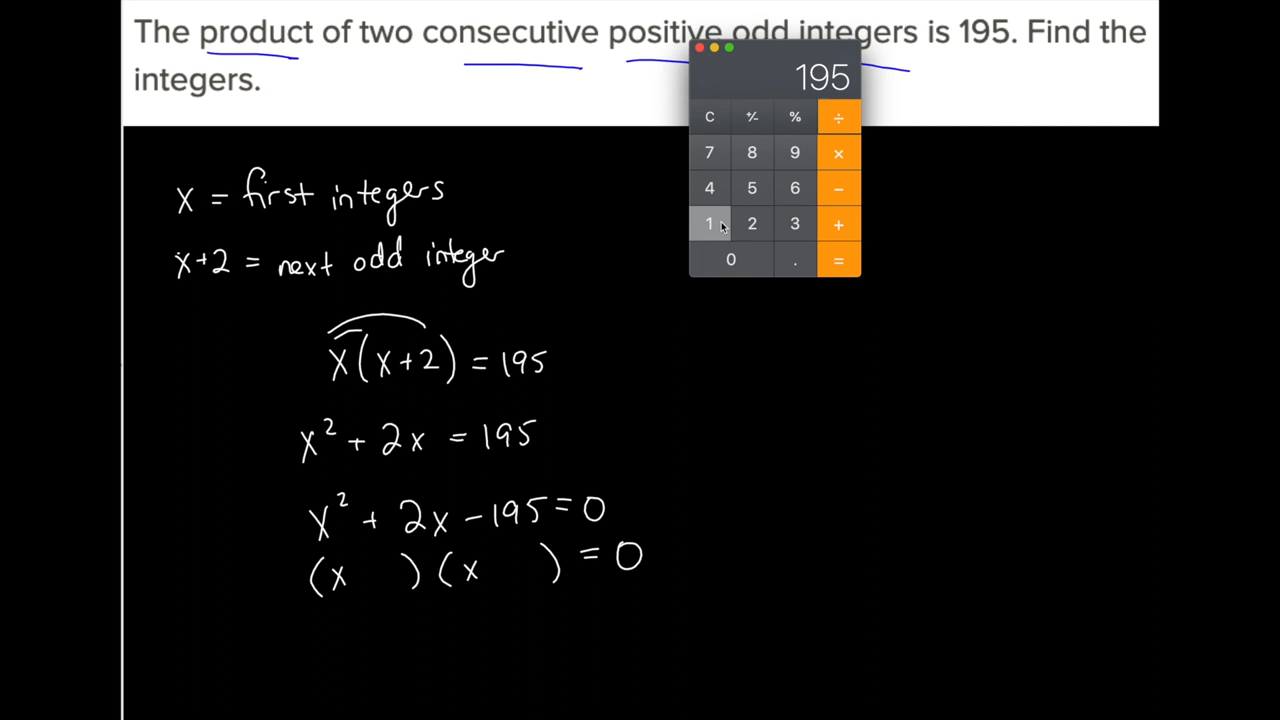 The product of two consecutive positive odd integers is 195. Find the
integers.
195
C +/- % ÷
7 8 9 ×
4 5 6 −
1 2 3 +
0 . =
x = first integers
x+2 = next odd integer
x(x+2) = 195
x² + 2x = 195
x² + 2x - 195 = 0
(x    )(x    ) = 0